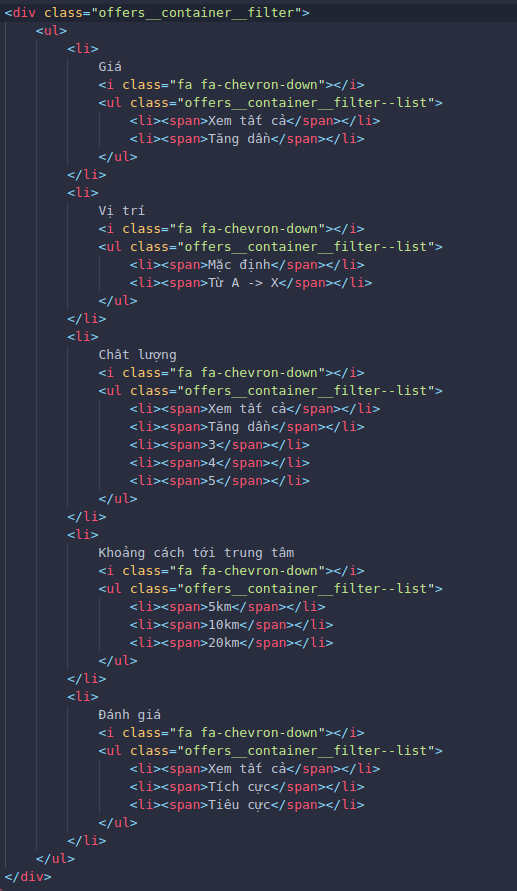 <div class="offers__container__filter">
<ul>
<li>
Giá
<i class="fa fa-chevron-down"></i>
<ul class="offers__container__filter--list">
<li><span>Xem tất cả</span></li>
<li><span>Tăng dần</span></li>
</ul>
</li>
<li>
Vị trí
<i class="fa fa-chevron-down"></i>
<ul class="offers__container__filter--list">
<li><span>Mặc định</span></li>
<li><span>Từ A -> X</span></li>
</ul>
</li>
<li>
Chất lượng
<i class="fa fa-chevron-down"></i>
<ul class="offers__container__filter--list">
<li><span>Xem tất cả</span></li>
<li><span>Tăng dần</span></li>
<li><span>3</span></li>
<li><span>4</span></li>
<li><span>5</span></li>
</ul>
</li>
<li>
Khoảng cách tới trung tâm
<i class="fa fa-chevron-down"></i>
<ul class="offers__container__filter--list">
<li><span>5km</span></li>
<li><span>10km</span></li>
<li><span>20km</span></li>
</ul>
</li>
<li>
Đánh giá
<i class="fa fa-chevron-down"></i>
<ul class="offers__container__filter--list">
<li><span>Xem tất cả</span></li>
<li><span>Tích cực</span></li>
<li><span>Tiêu cực</span></li>
</ul>
</li>
</ul>
</div>